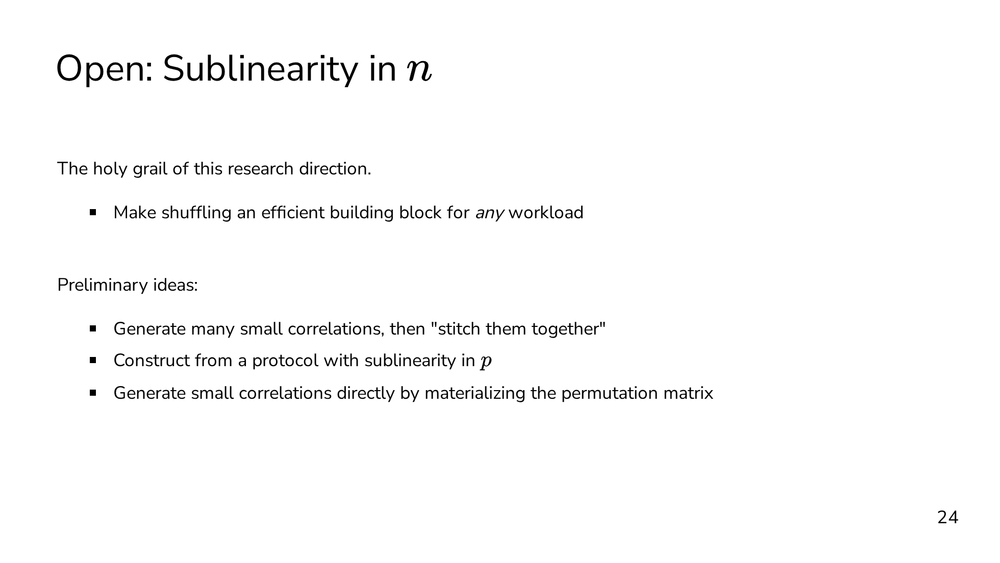 Open: Sublinearity in n
The holy grail of this research direction.
▪ Make shuffling an efficient building block for any workload
Preliminary ideas:
▪ Generate many small correlations, then "stitch them together"
▪ Construct from a protocol with sublinearity in p
▪ Generate small correlations directly by materializing the permutation matrix
24